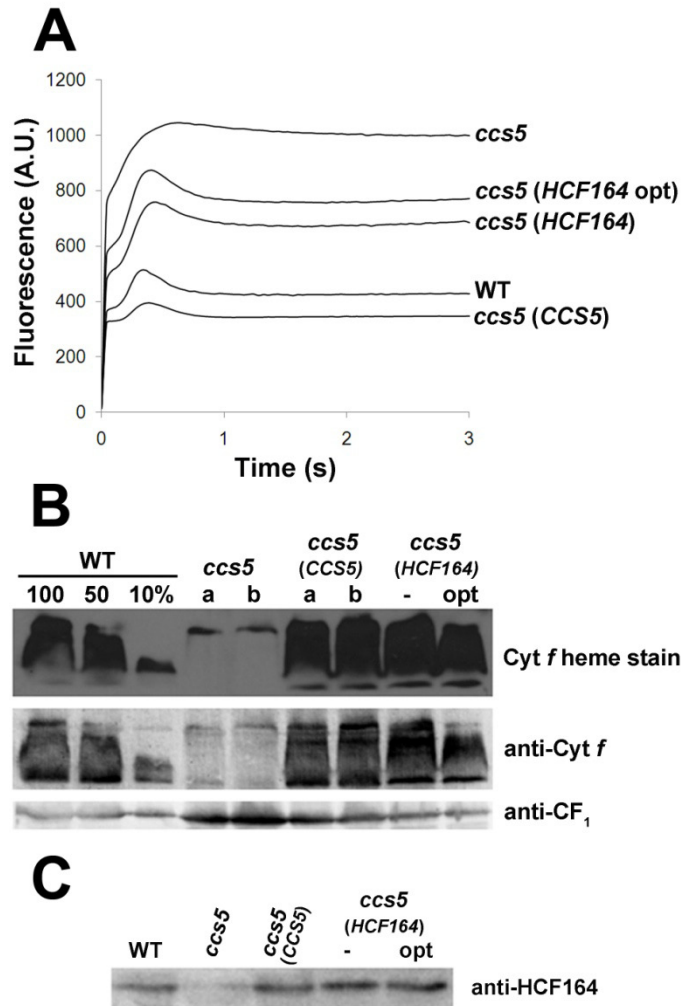 A
Fluorescence (A.U.)
1200
1000
800
600
400
200
0
0 1 2 3
Time (s)
ccs5
ccs5 (HCF164 opt)
ccs5 (HCF164)
WT
ccs5 (CCS5)
B
WT
100 50 10%
ccs5
a b
ccs5
(CCS5)
a b
ccs5
(HCF164)
- opt
Cyt f heme stain
anti-Cyt f
anti-CF₁
C
WT
ccs5
ccs5
(CCS5)
ccs5
(HCF164)
- opt
anti-HCF164